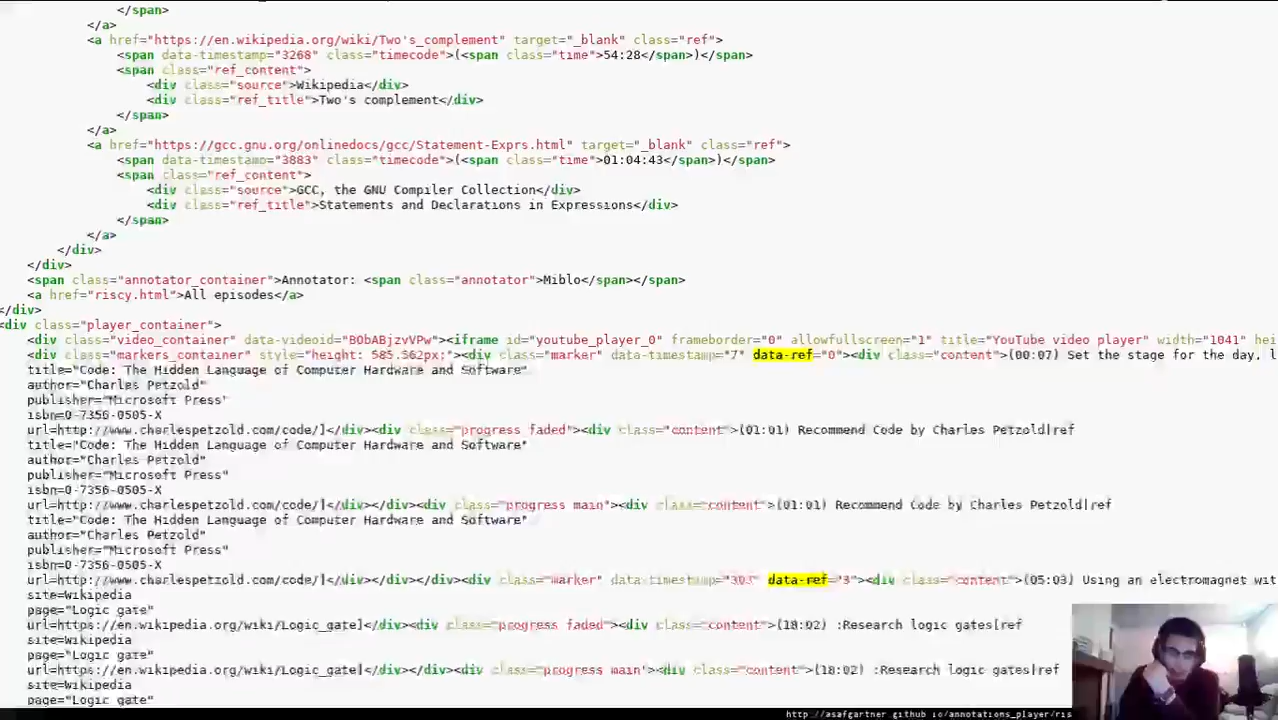 </span>
</a>
<a href="https://en.wikipedia.org/wiki/Two's_complement" target="_blank" class="ref">
<span data-timestamp="3268" class="timecode">(<span class="time">54:28</span>)</span>
<span class="ref_content">
<div class="source">Wikipedia</div>
<div class="ref_title">Two's complement</div>
</span>
</a>
<a href="https://gcc.gnu.org/onlinedocs/gcc/Statement-Exprs.html" target="_blank" class="ref">
<span data-timestamp="3883" class="timecode">(<span class="time">01:04:43</span>)</span>
<span class="ref_content">
<div class="source">GCC, the GNU Compiler Collection</div>
<div class="ref_title">Statements and Declarations in Expressions</div>
</span>
</a>
</div>
</div>
<span class="annotator_container">Annotator: <span class="annotator">Miblo</span></span>
<a href="riscy.html">All episodes</a>
</div>
<div class="player_container">
<div class="video_container" data-videoid="BObABjzvVPw"><iframe id="youtube_player_0" frameborder="0" allowfullscreen="1" title="YouTube video player" width="1041" hei
<div class="markers_container" style="height: 585.562px;"><div class="marker" data-timestamp="7" data-ref="0"><div class="content">(00:07) Set the stage for the day, l
title="Code: The Hidden Language of Computer Hardware and Software"
author="Charles Petzold"
publisher="Microsoft Press"
isbn=0-7356-0505-X
url=http://www.charlespetzold.com/code/]</div><div class="progress faded"><div class="content">(01:01) Recommend Code by Charles Petzold[ref
title="Code: The Hidden Language of Computer Hardware and Software"
author="Charles Petzold"
publisher="Microsoft Press"
isbn=0-7356-0505-X
url=http://www.charlespetzold.com/code/]</div></div><div class="progress main"><div class="content">(01:01) Recommend Code by Charles Petzold[ref
title="Code: The Hidden Language of Computer Hardware and Software"
author="Charles Petzold"
publisher="Microsoft Press"
isbn=0-7356-0505-X
url=http://www.charlespetzold.com/code/]</div></div></div><div class="marker" data-timestamp="303" data-ref="3"><div class="content">(05:03) Using an electromagnet wit
site=Wikipedia
page="Logic gate"
url=https://en.wikipedia.org/wiki/Logic_gate]</div><div class="progress faded"><div class="content">(18:02) :Research logic gates[ref
site=Wikipedia
page="Logic gate"
url=https://en.wikipedia.org/wiki/Logic_gate]</div></div><div class="progress main"><div class="content">(18:02) :Research logic gates[ref
site=Wikipedia
page="Logic gate"
http://asafgartner.github.io/annotations_player/ris